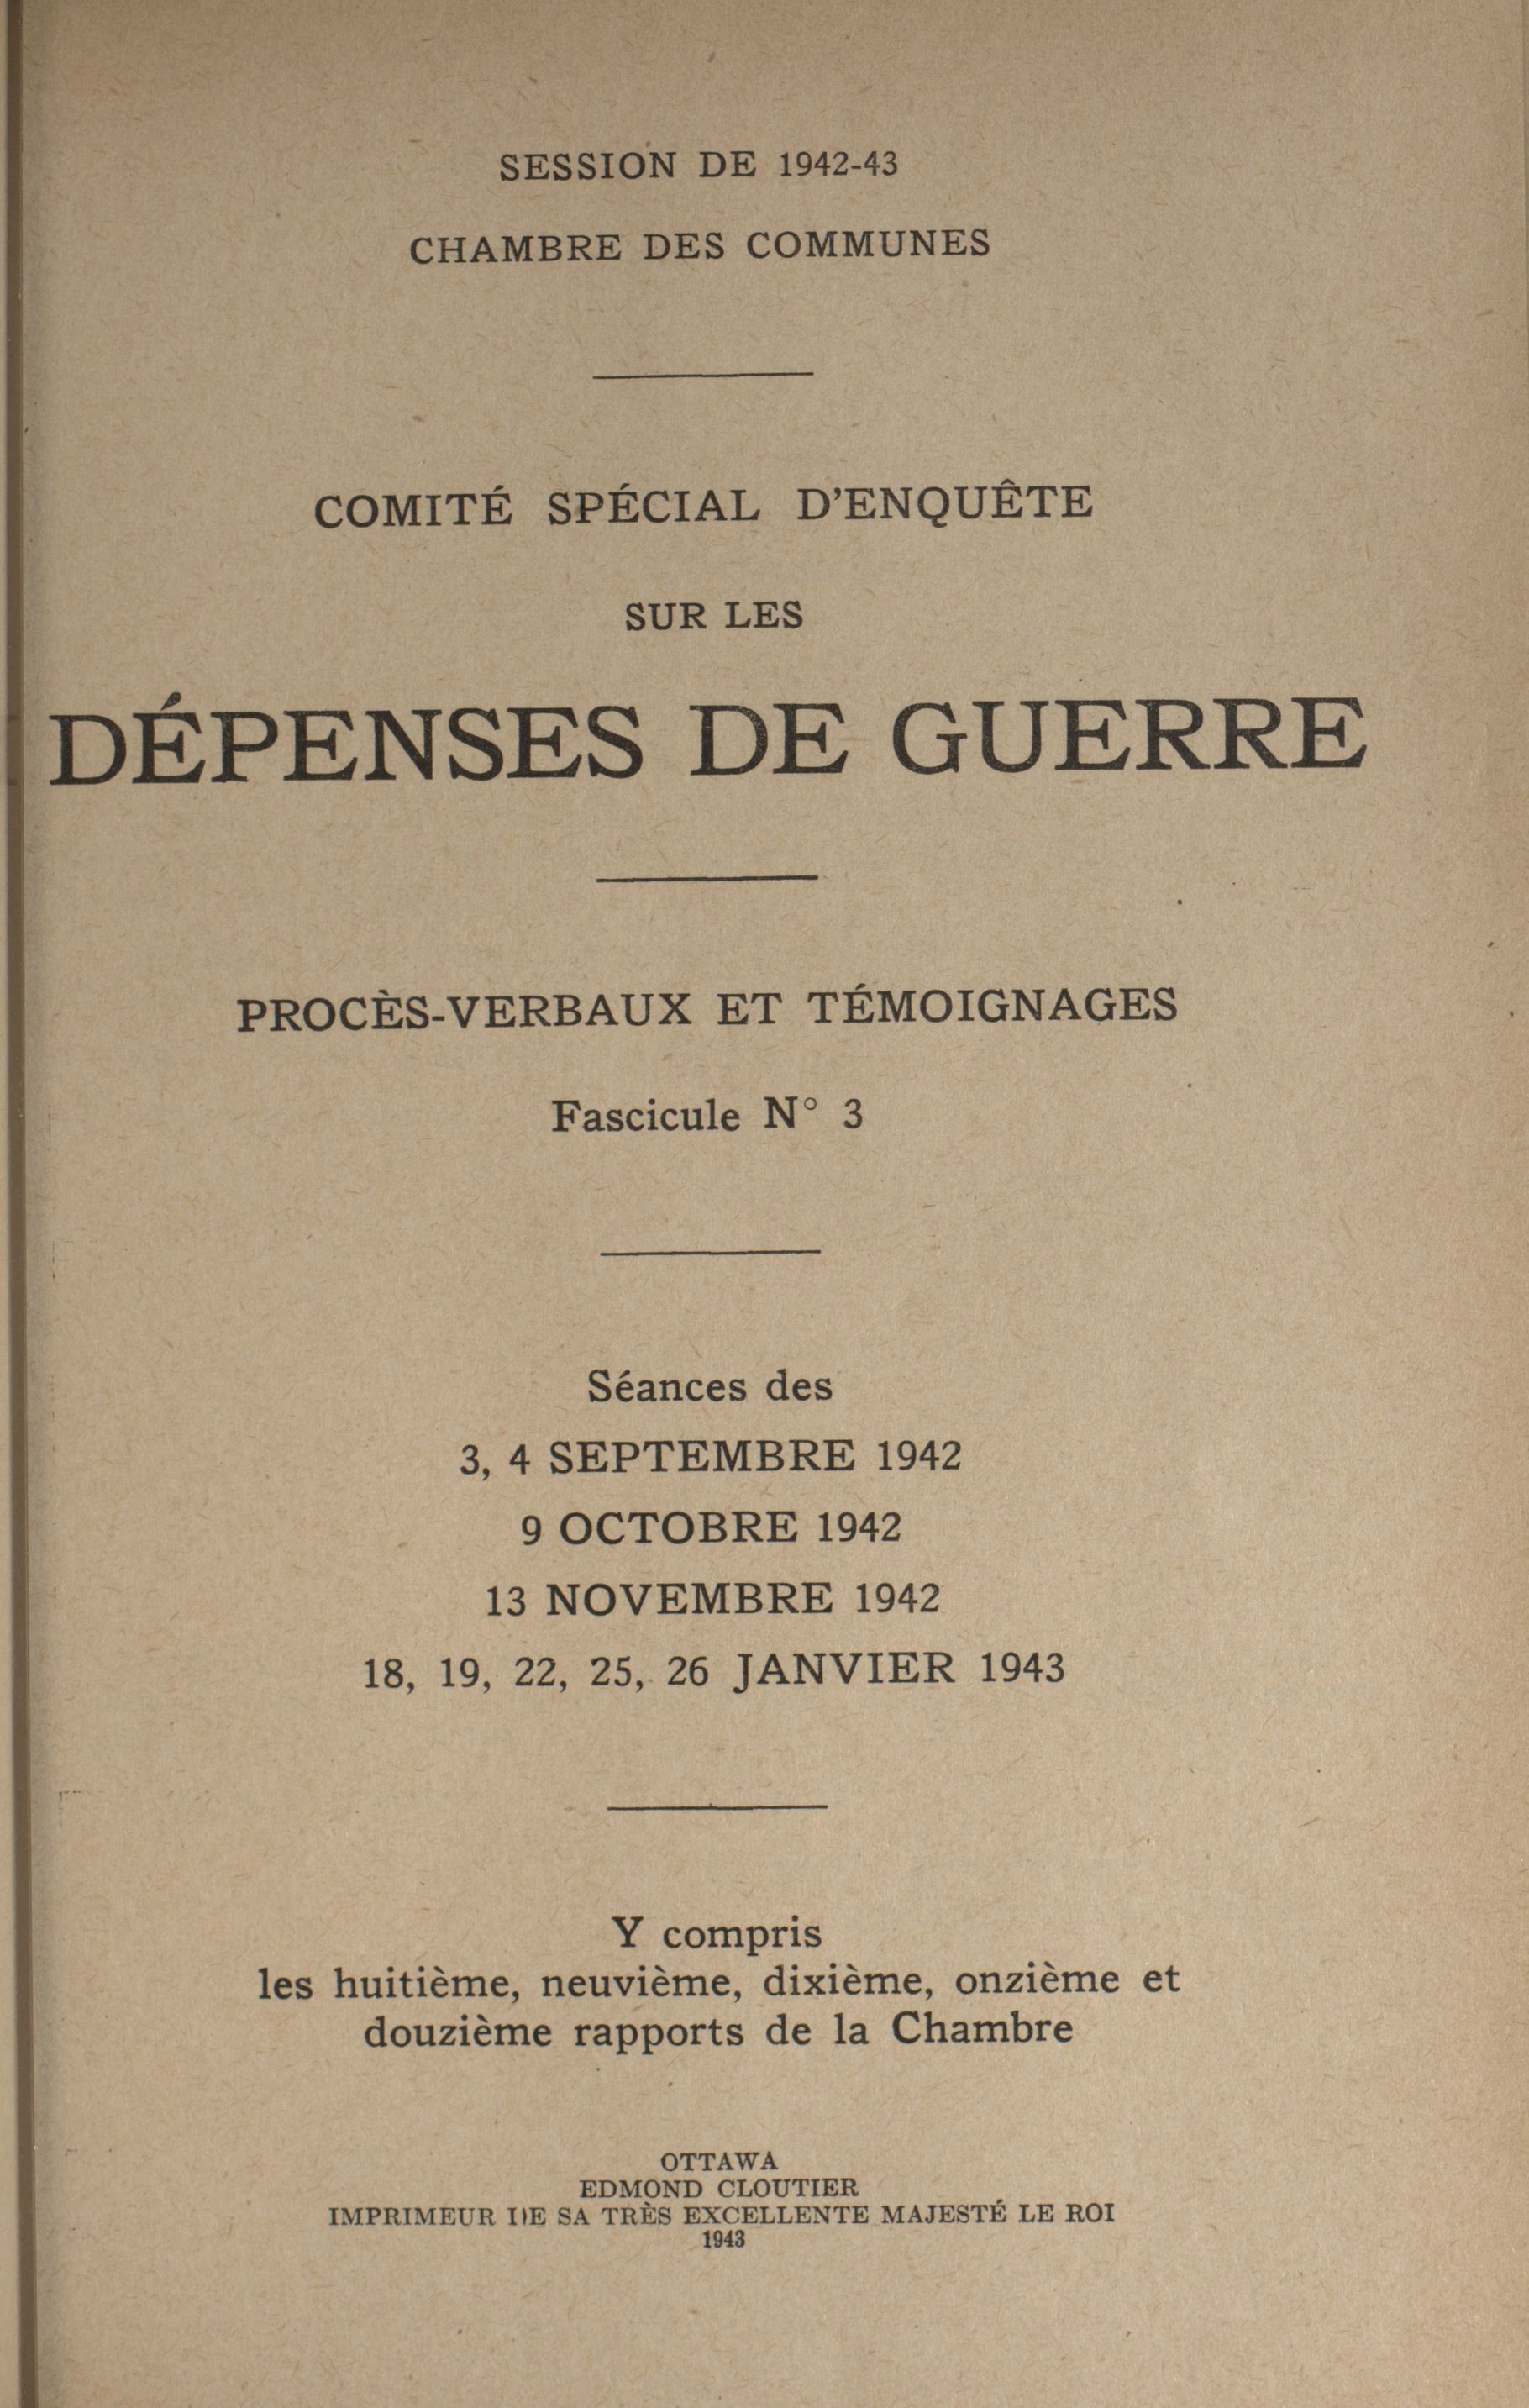 SESSION DE 1942-43
CHAMBRE DES COMMUNES
COMITÉ SPÉCIAL D'ENQUÊTE
SUR LES
DÉPENSES DE GUERRE
PROCÈS-VERBAUX ET TÉMOIGNAGES
Fascicule N° 3
Séances des
3, 4 SEPTEMBRE 1942
9 OCTOBRE 1942
13 NOVEMBRE 1942
18, 19, 22, 25, 26 JANVIER 1943
Y compris
les huitième, neuvième, dixième, onzième et
douzième rapports de la Chambre
OTTAWA
EDMOND CLOUTIER
IMPRIMEUR DE SA TRÈS EXCELLENTE MAJESTÉ LE ROI
1943